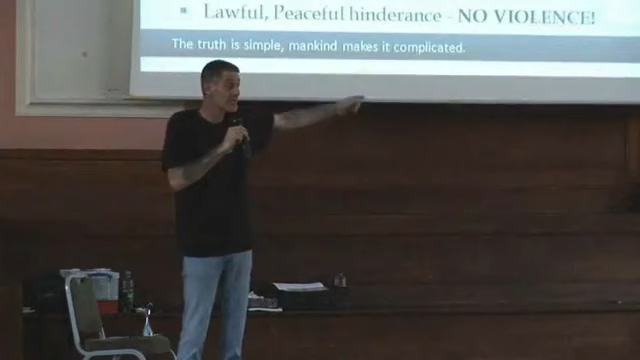 ▪ Lawful, Peaceful hinderance - NO VIOLENCE!
The truth is simple, mankind makes it complicated.